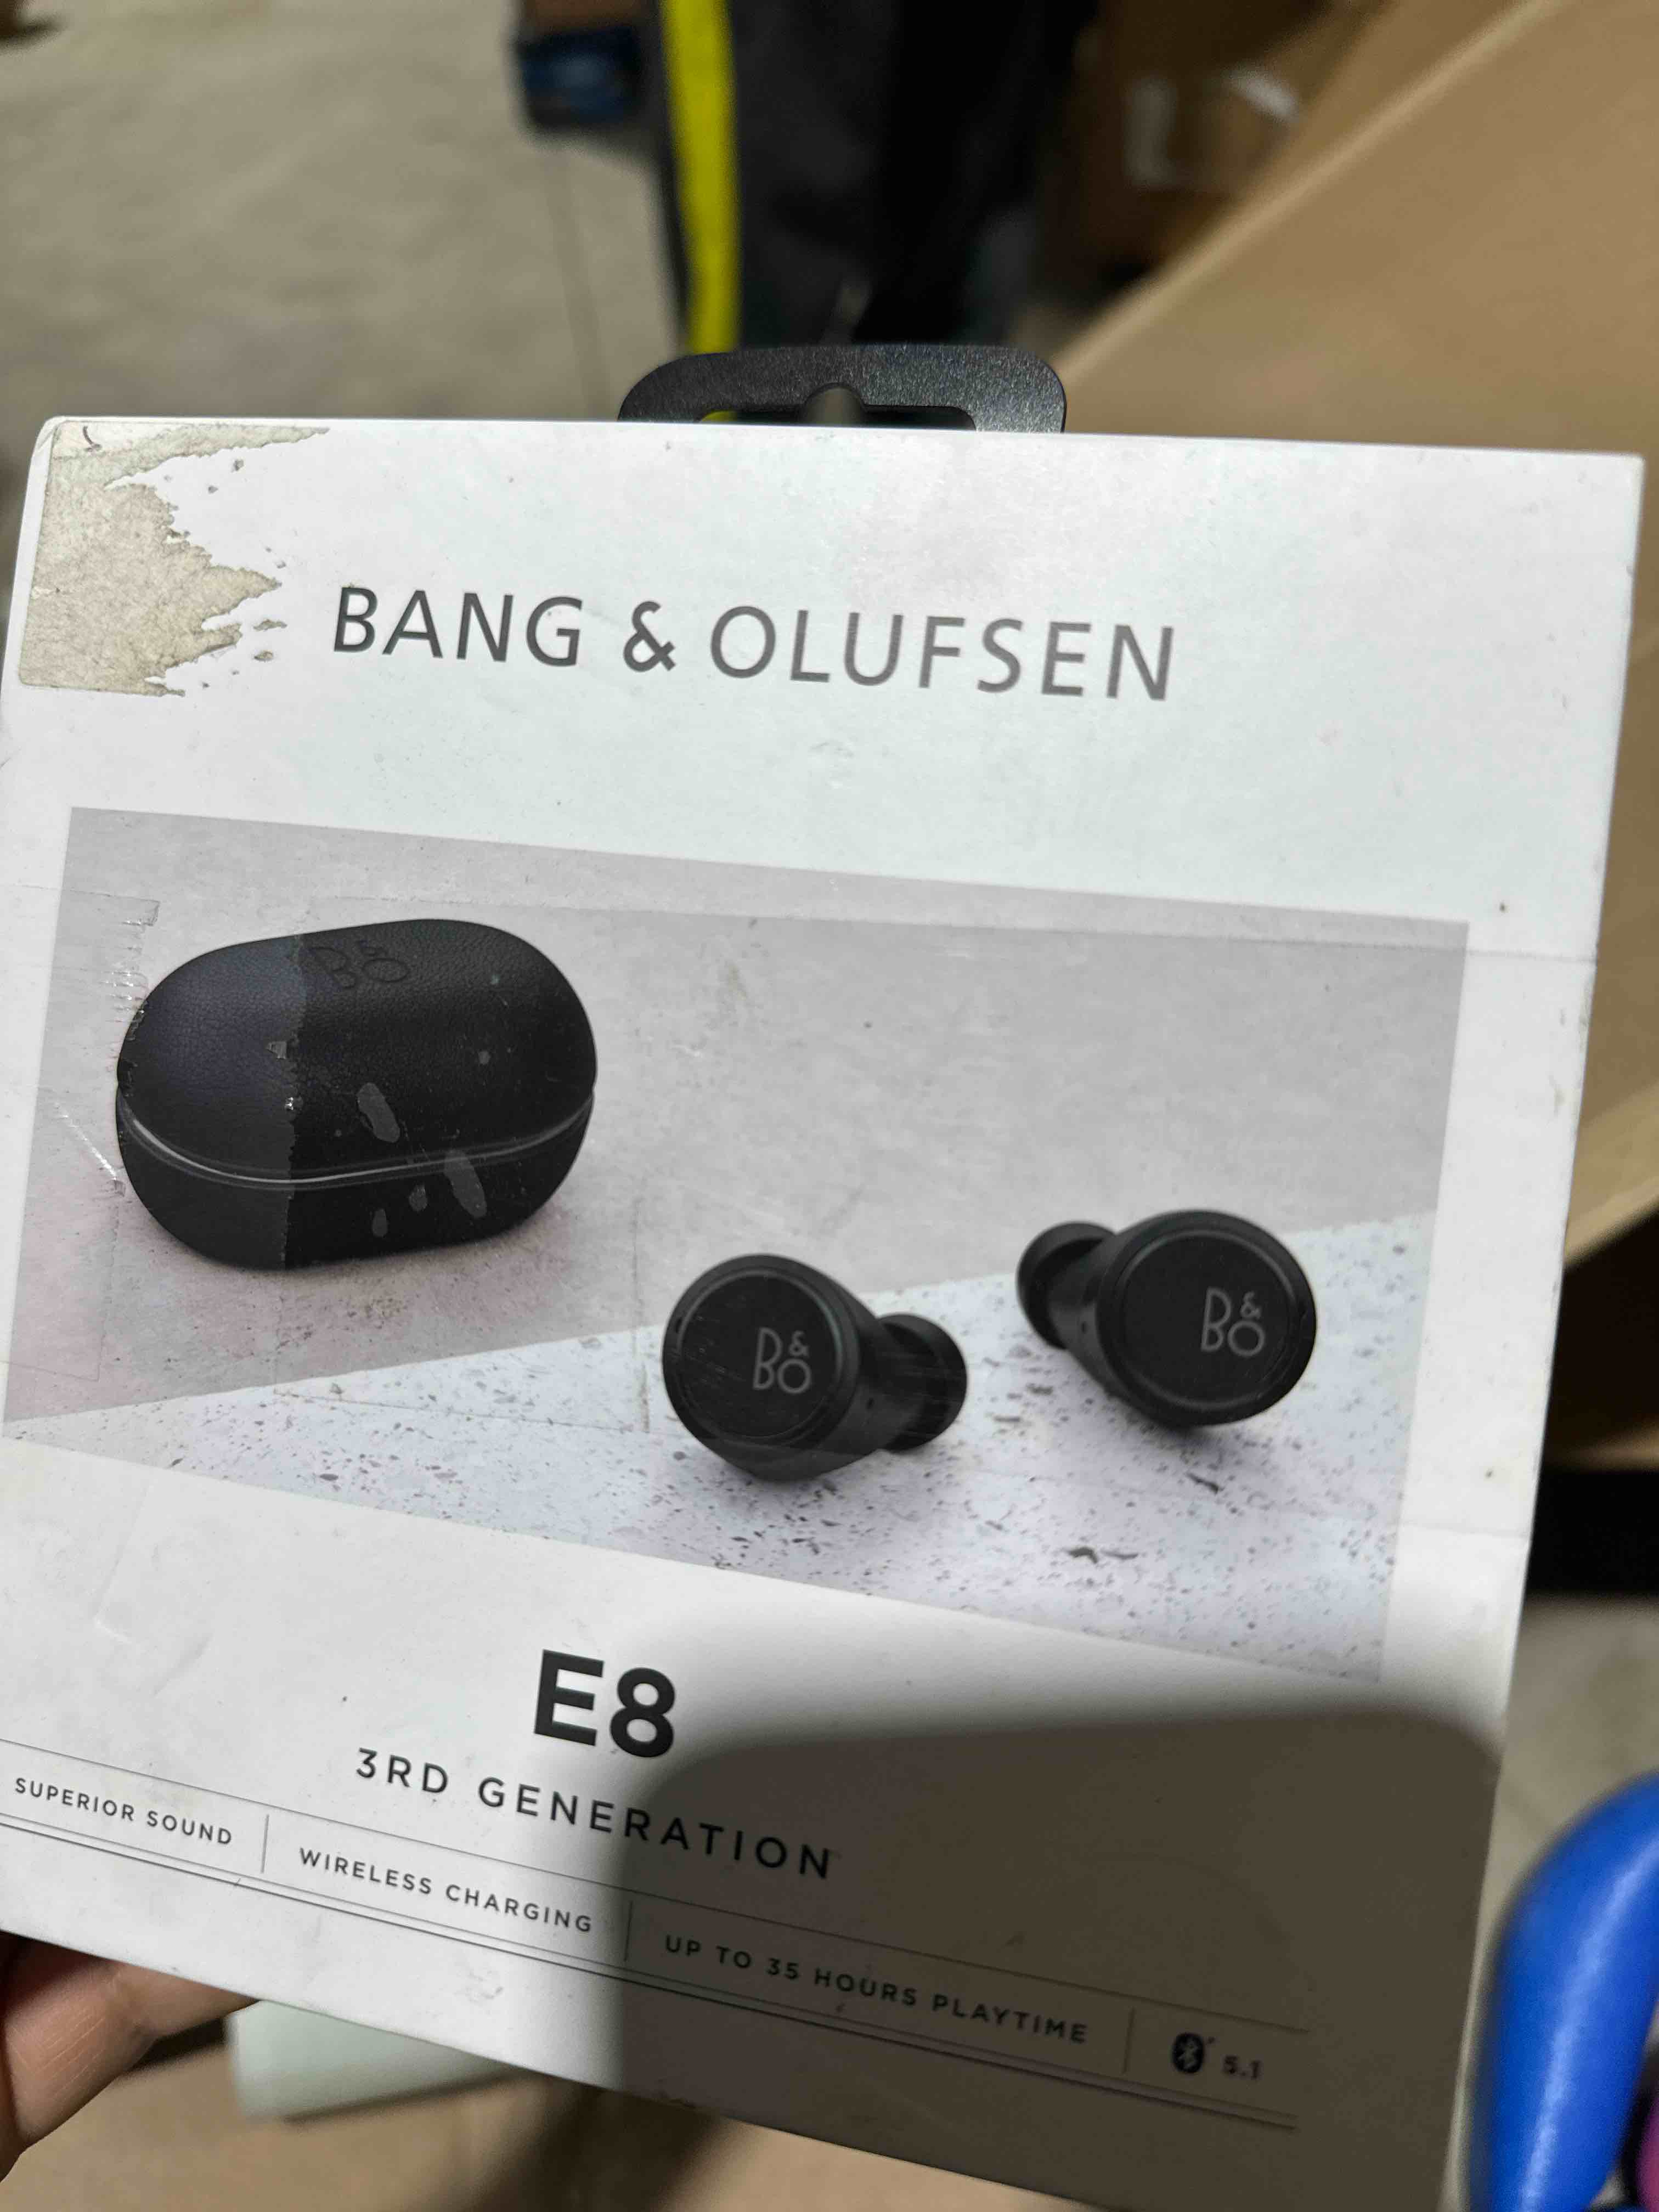 BANG & OLUFSEN
B&O
B&O
B&O
E8
3RD GENERATION
SUPERIOR SOUND
WIRELESS CHARGING
UP TO 35 HOURS PLAYTIME
5.1